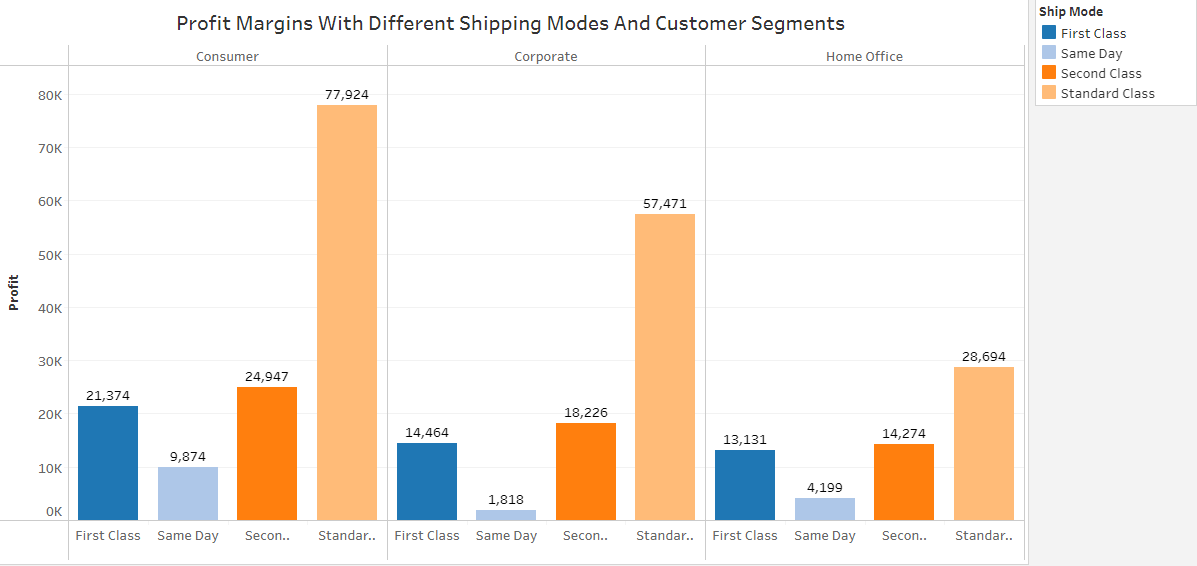 Profit Margins With Different Shipping Modes And Customer Segments
Ship Mode
First Class
Same Day
Second Class
Standard Class
Consumer
Corporate
Home Office
Profit
80K
70K
60K
50K
40K
30K
20K
10K
0K
21,374
9,874
24,947
77,924
14,464
1,818
18,226
57,471
13,131
4,199
14,274
28,694
First Class
Same Day
Secon..
Standar..
First Class
Same Day
Secon..
Standar..
First Class
Same Day
Secon..
Standar..